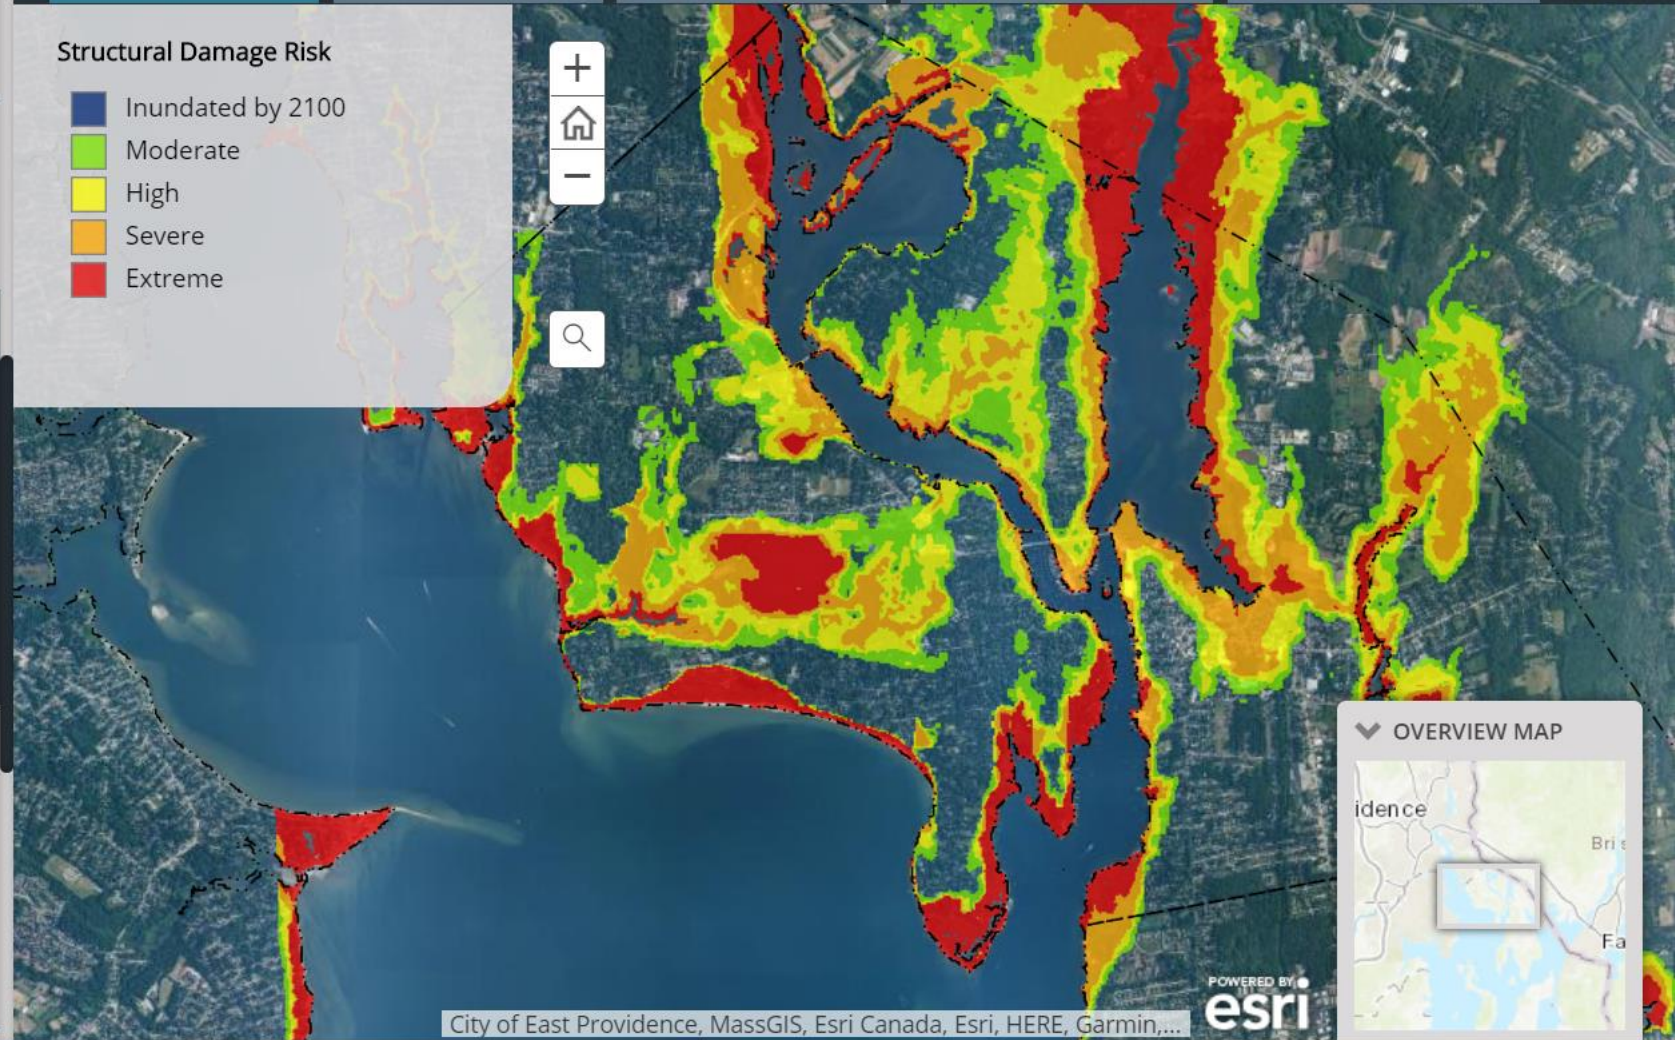 Structural Damage Risk
Inundated by 2100
Moderate
High
Severe
Extreme
OVERVIEW MAP
idence
Bris
Fa
City of East Providence, MassGIS, Esri Canada, Esri, HERE, Garmin,...
POWERED BY
esri